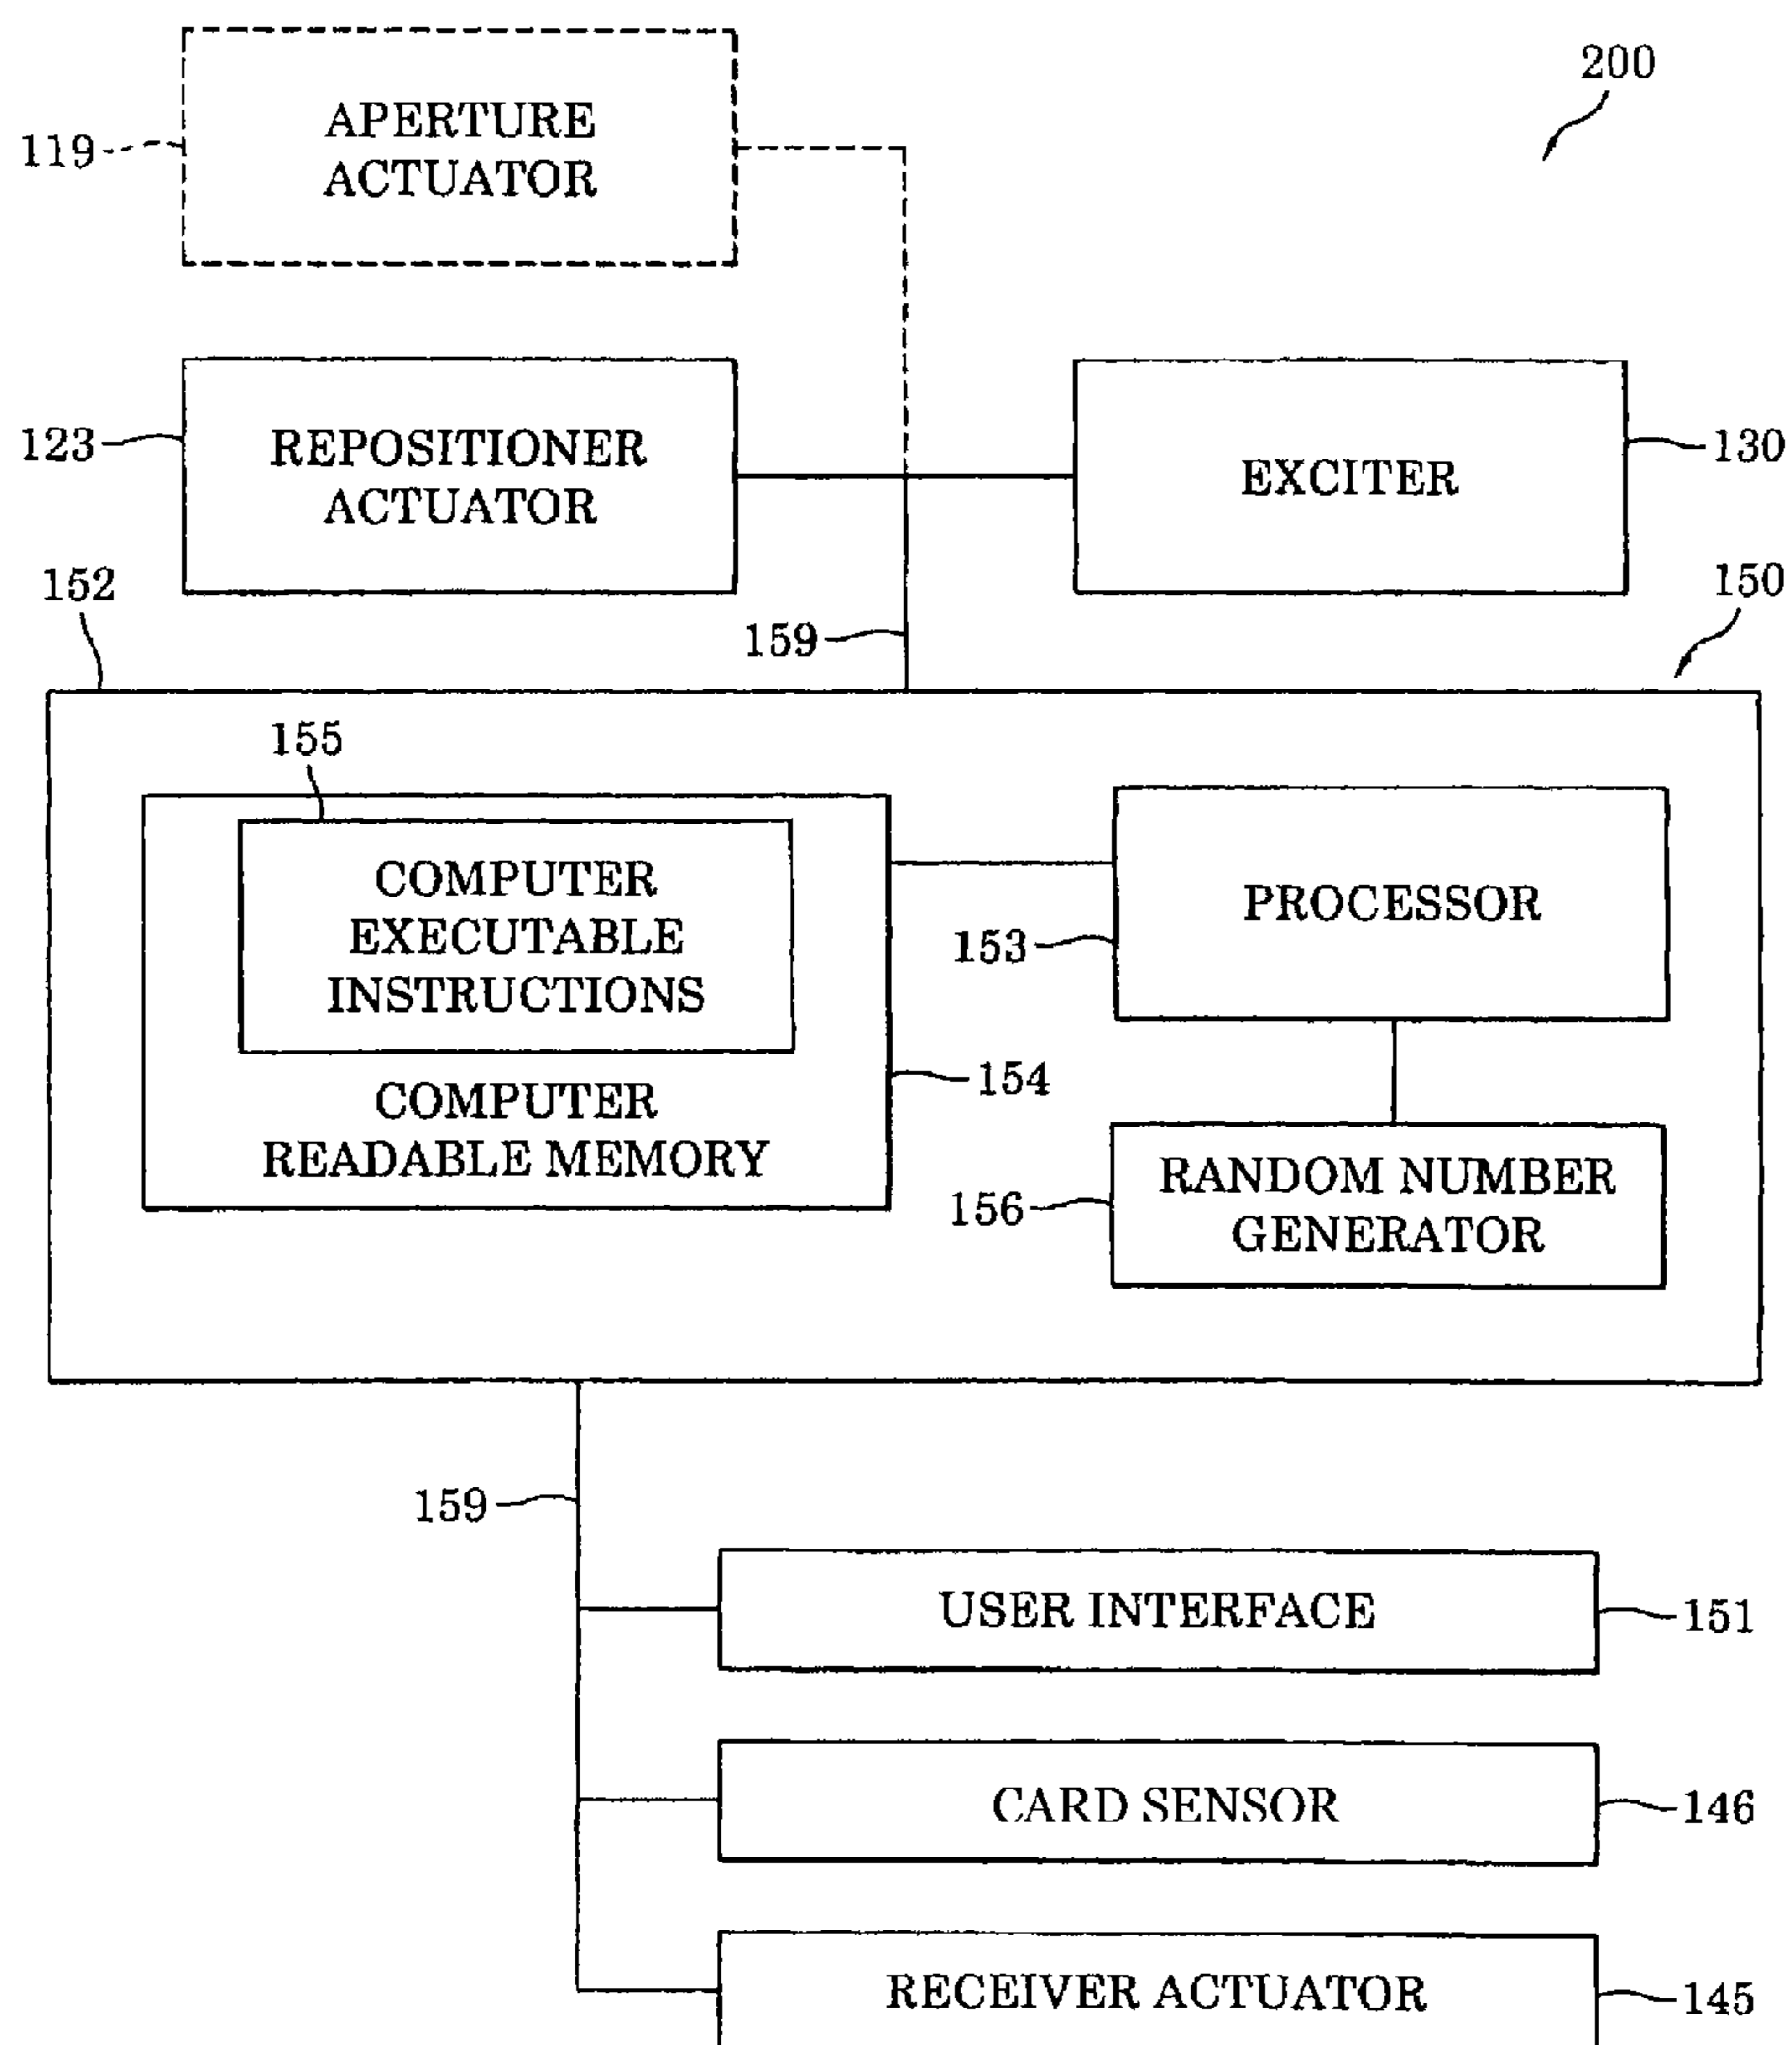 200
APERTURE
ACTUATOR
119
REPOSITIONER
ACTUATOR
123
EXCITER
130
152
159
150
155
COMPUTER
EXECUTABLE
INSTRUCTIONS
COMPUTER
READABLE MEMORY
154
PROCESSOR
153
RANDOM NUMBER
GENERATOR
156
159
USER INTERFACE
151
CARD SENSOR
146
RECEIVER ACTUATOR
145